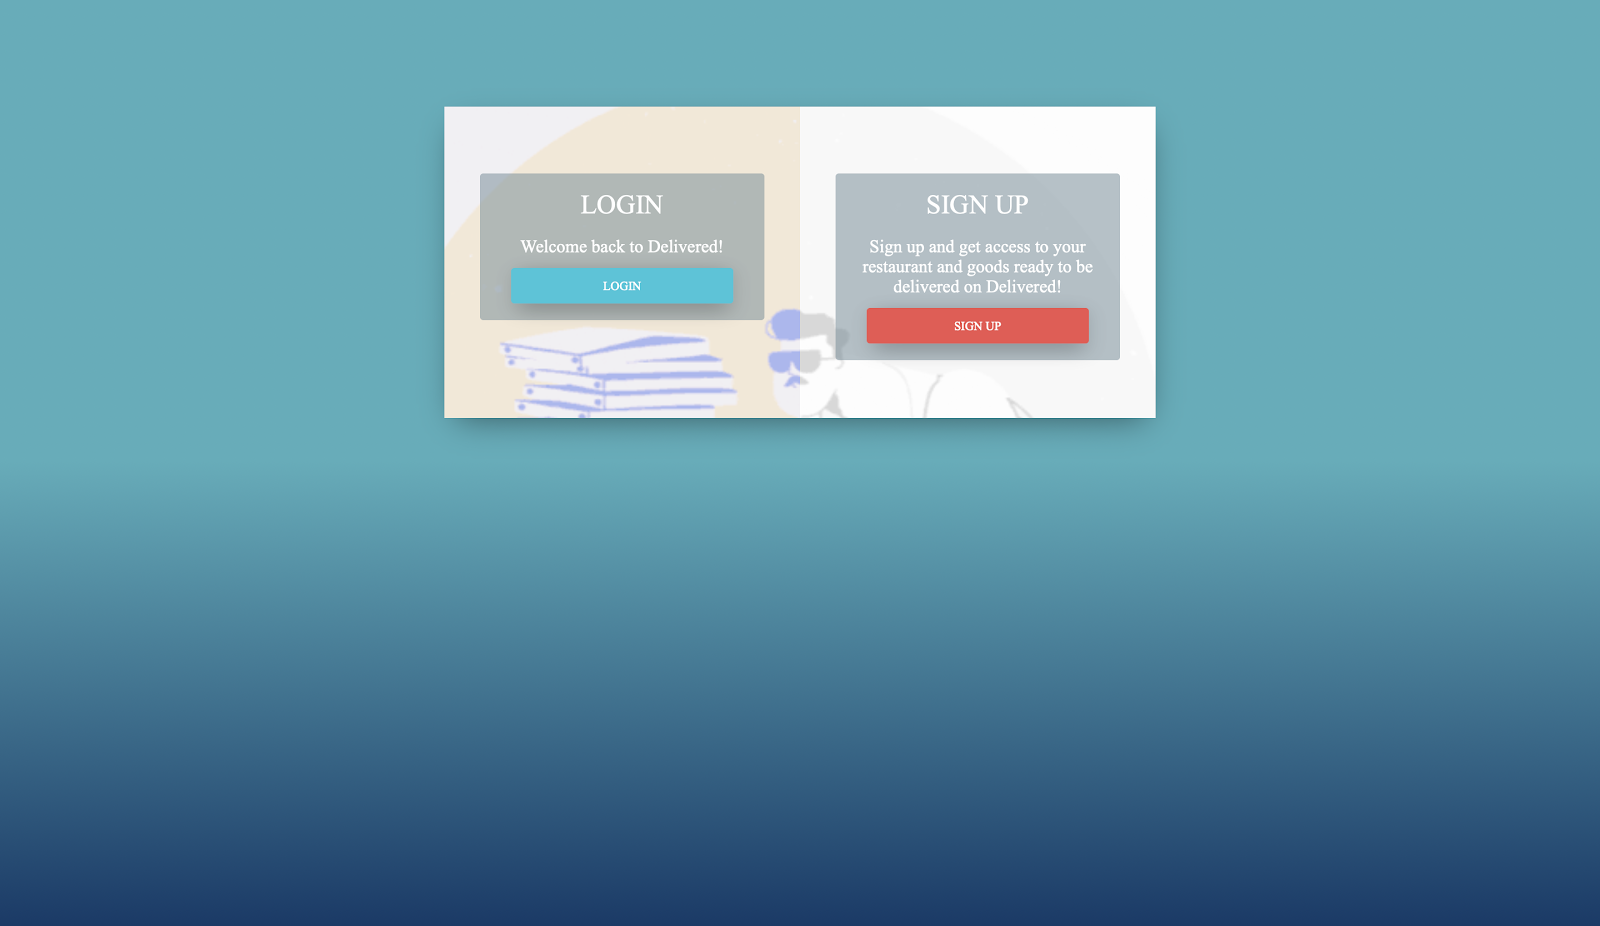 LOGIN
Welcome back to Delivered!
LOGIN
SIGN UP
Sign up and get access to your
restaurant and goods ready to be
delivered on Delivered!
SIGN UP